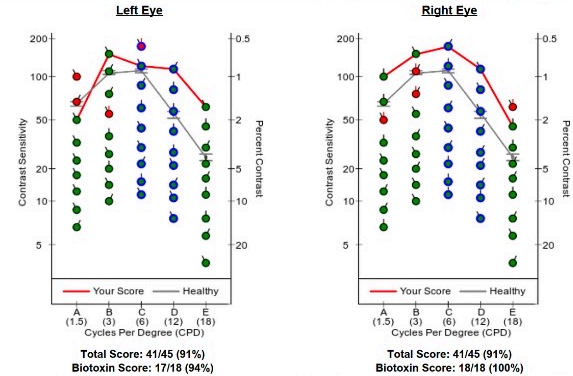 Left Eye
200
100
50
20
10
5
Contrast Sensitivity
0.5
1
2
5
10
20
Percent Contrast
Your Score
Healthy
A B C D E
(1.5) (3) (6) (12) (18)
Cycles Per Degree (CPD)
Total Score: 41/45 (91%)
Biotoxin Score: 17/18 (94%)
Right Eye
200
100
50
20
10
5
Contrast Sensitivity
0.5
1
2
5
10
20
Percent Contrast
Your Score
Healthy
A B C D E
(1.5) (3) (6) (12) (18)
Cycles Per Degree (CPD)
Total Score: 41/45 (91%)
Biotoxin Score: 18/18 (100%)